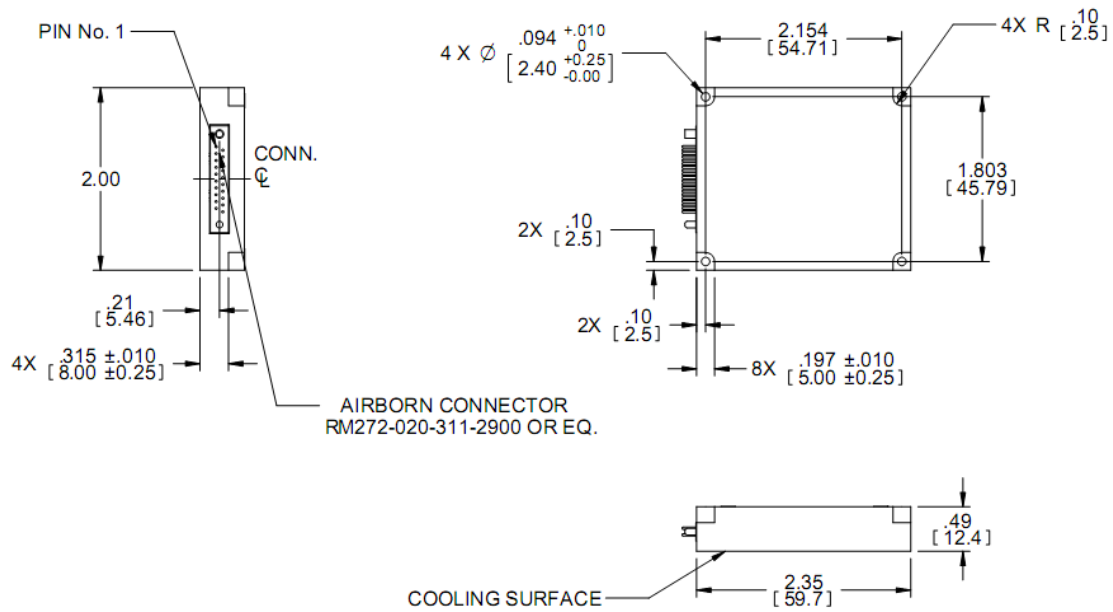 PIN No. 1
2.00
CONN.
℄
.21
[ 5.46 ]
4X .315 ±.010
[ 8.00 ±0.25 ]
AIRBORN CONNECTOR
RM272-020-311-2900 OR EQ.
4 X Ø .094 +.010 0
[ 2.40 +0.25 -0.00 ]
2.154
[ 54.71 ]
4X R .10
[ 2.5 ]
1.803
[ 45.79 ]
2X .10
[ 2.5 ]
2X .10
[ 2.5 ]
8X .197 ±.010
[ 5.00 ±0.25 ]
.49
[ 12.4 ]
2.35
[ 59.7 ]
COOLING SURFACE